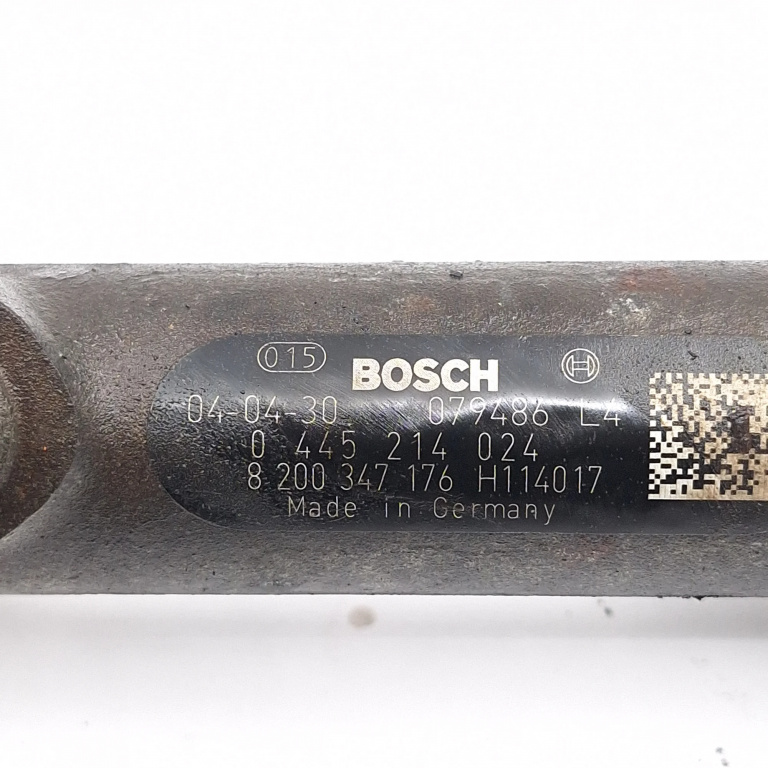 015 BOSCH
04-04-30 079486 L4
0 445 214 024
8 200 347 176 H114017
Made in Germany